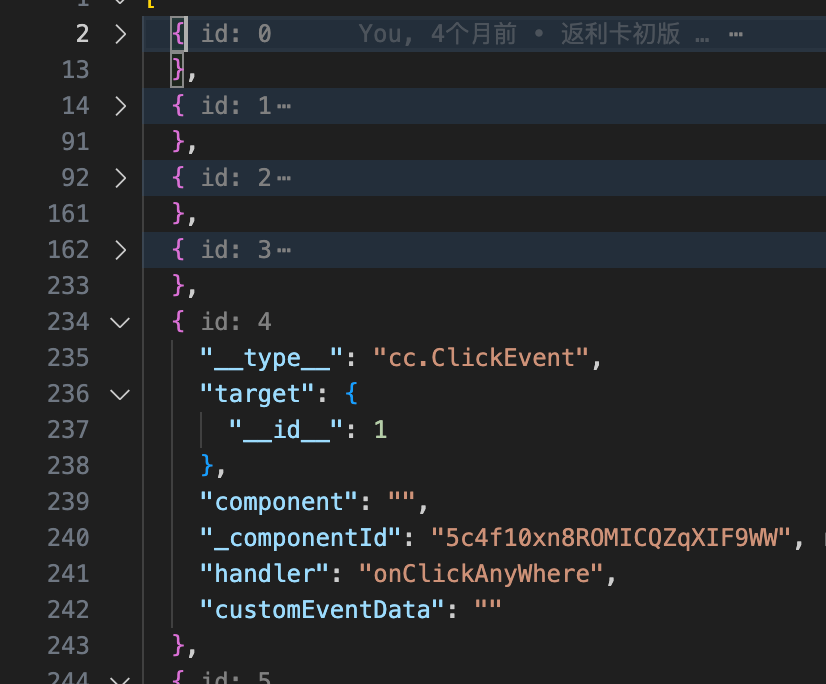 1 [
2 { id: 0 You, 4个月前 • 返利卡初版 … ⋯
13 },
14 { id: 1⋯
91 },
92 { id: 2⋯
161 },
162 { id: 3⋯
233 },
234 { id: 4
235 "__type__": "cc.ClickEvent",
236 "target": {
237 "__id__": 1
238 },
239 "component": "",
240 "_componentId": "5c4f10xn8ROMICQZqXIF9WW",
241 "handler": "onClickAnyWhere",
242 "customEventData": ""
243 },
244 { id: 5